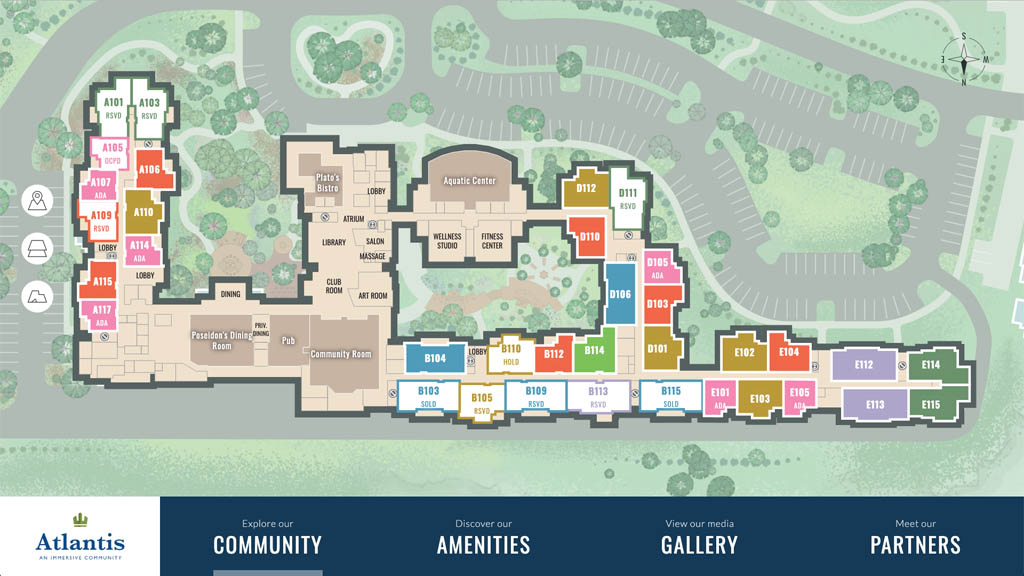 S
E
W
N
A101
RSVD
A103
RSVD
A105
OCPD
A106
A107
ADA
A109
RSVD
A110
LOBBY
A114
ADA
LOBBY
A115
A117
ADA
DINING
Poseidon's Dining
Room
PRIV.
DINING
Pub
Community Room
Plato's
Bistro
LOBBY
ATRIUM
LIBRARY
SALON
MASSAGE
CLUB
ROOM
ART ROOM
Aquatic Center
WELLNESS
STUDIO
FITNESS
CENTER
D112
D111
RSVD
D110
D105
ADA
D106
D103
D101
B104
LOBBY
B110
HOLD
B112
B114
B103
SOLD
B105
RSVD
B109
RSVD
B113
RSVD
B115
SOLD
E102
E104
E112
E114
E101
ADA
E103
E105
ADA
E113
E115
Atlantis
AN IMMERSIVE COMMUNITY
Explore our
COMMUNITY
Discover our
AMENITIES
View our media
GALLERY
Meet our
PARTNERS